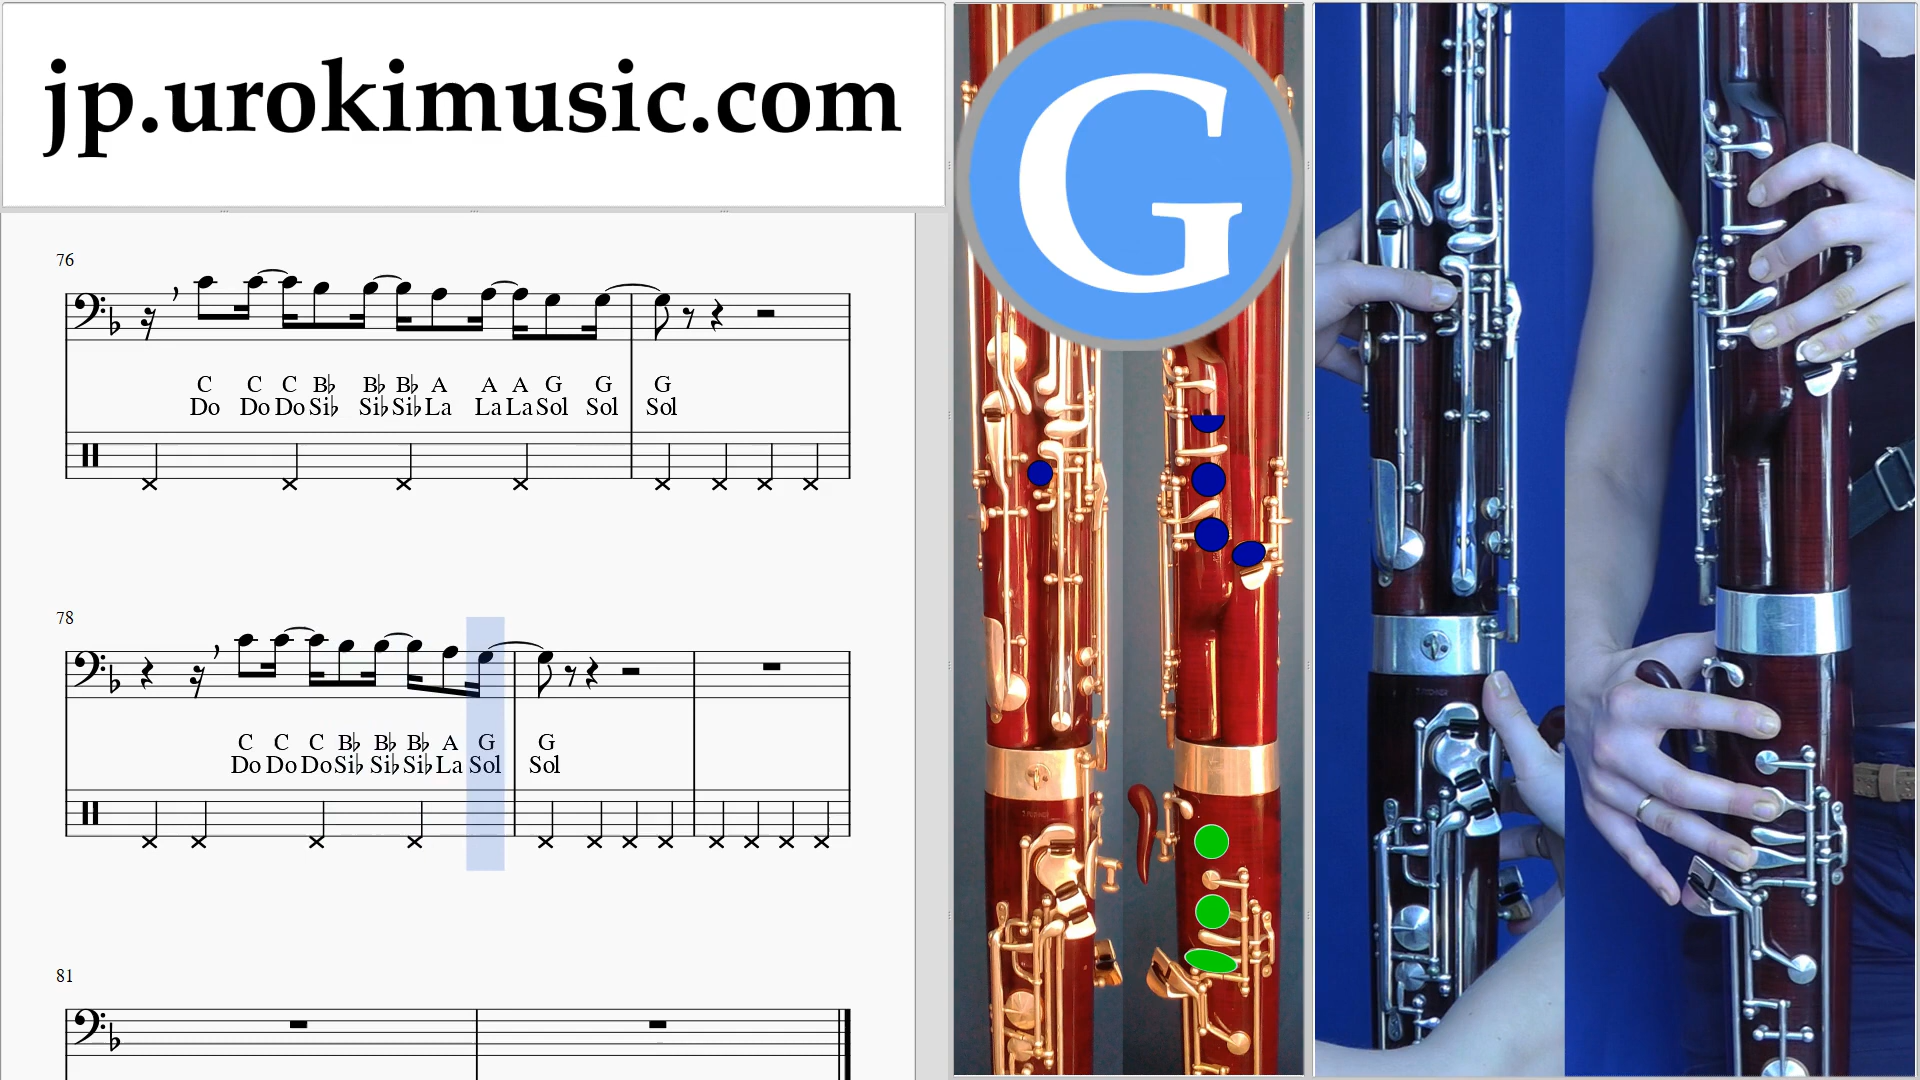 jp.urokimusic.com
G
76
C C C B♭ B♭ B♭ A A A G G G
Do Do Do Si♭ Si♭ Si♭ La La La Sol Sol Sol
78
C C C B♭ B♭ B♭ A G G
Do Do Do Si♭ Si♭ Si♭ La Sol Sol
81